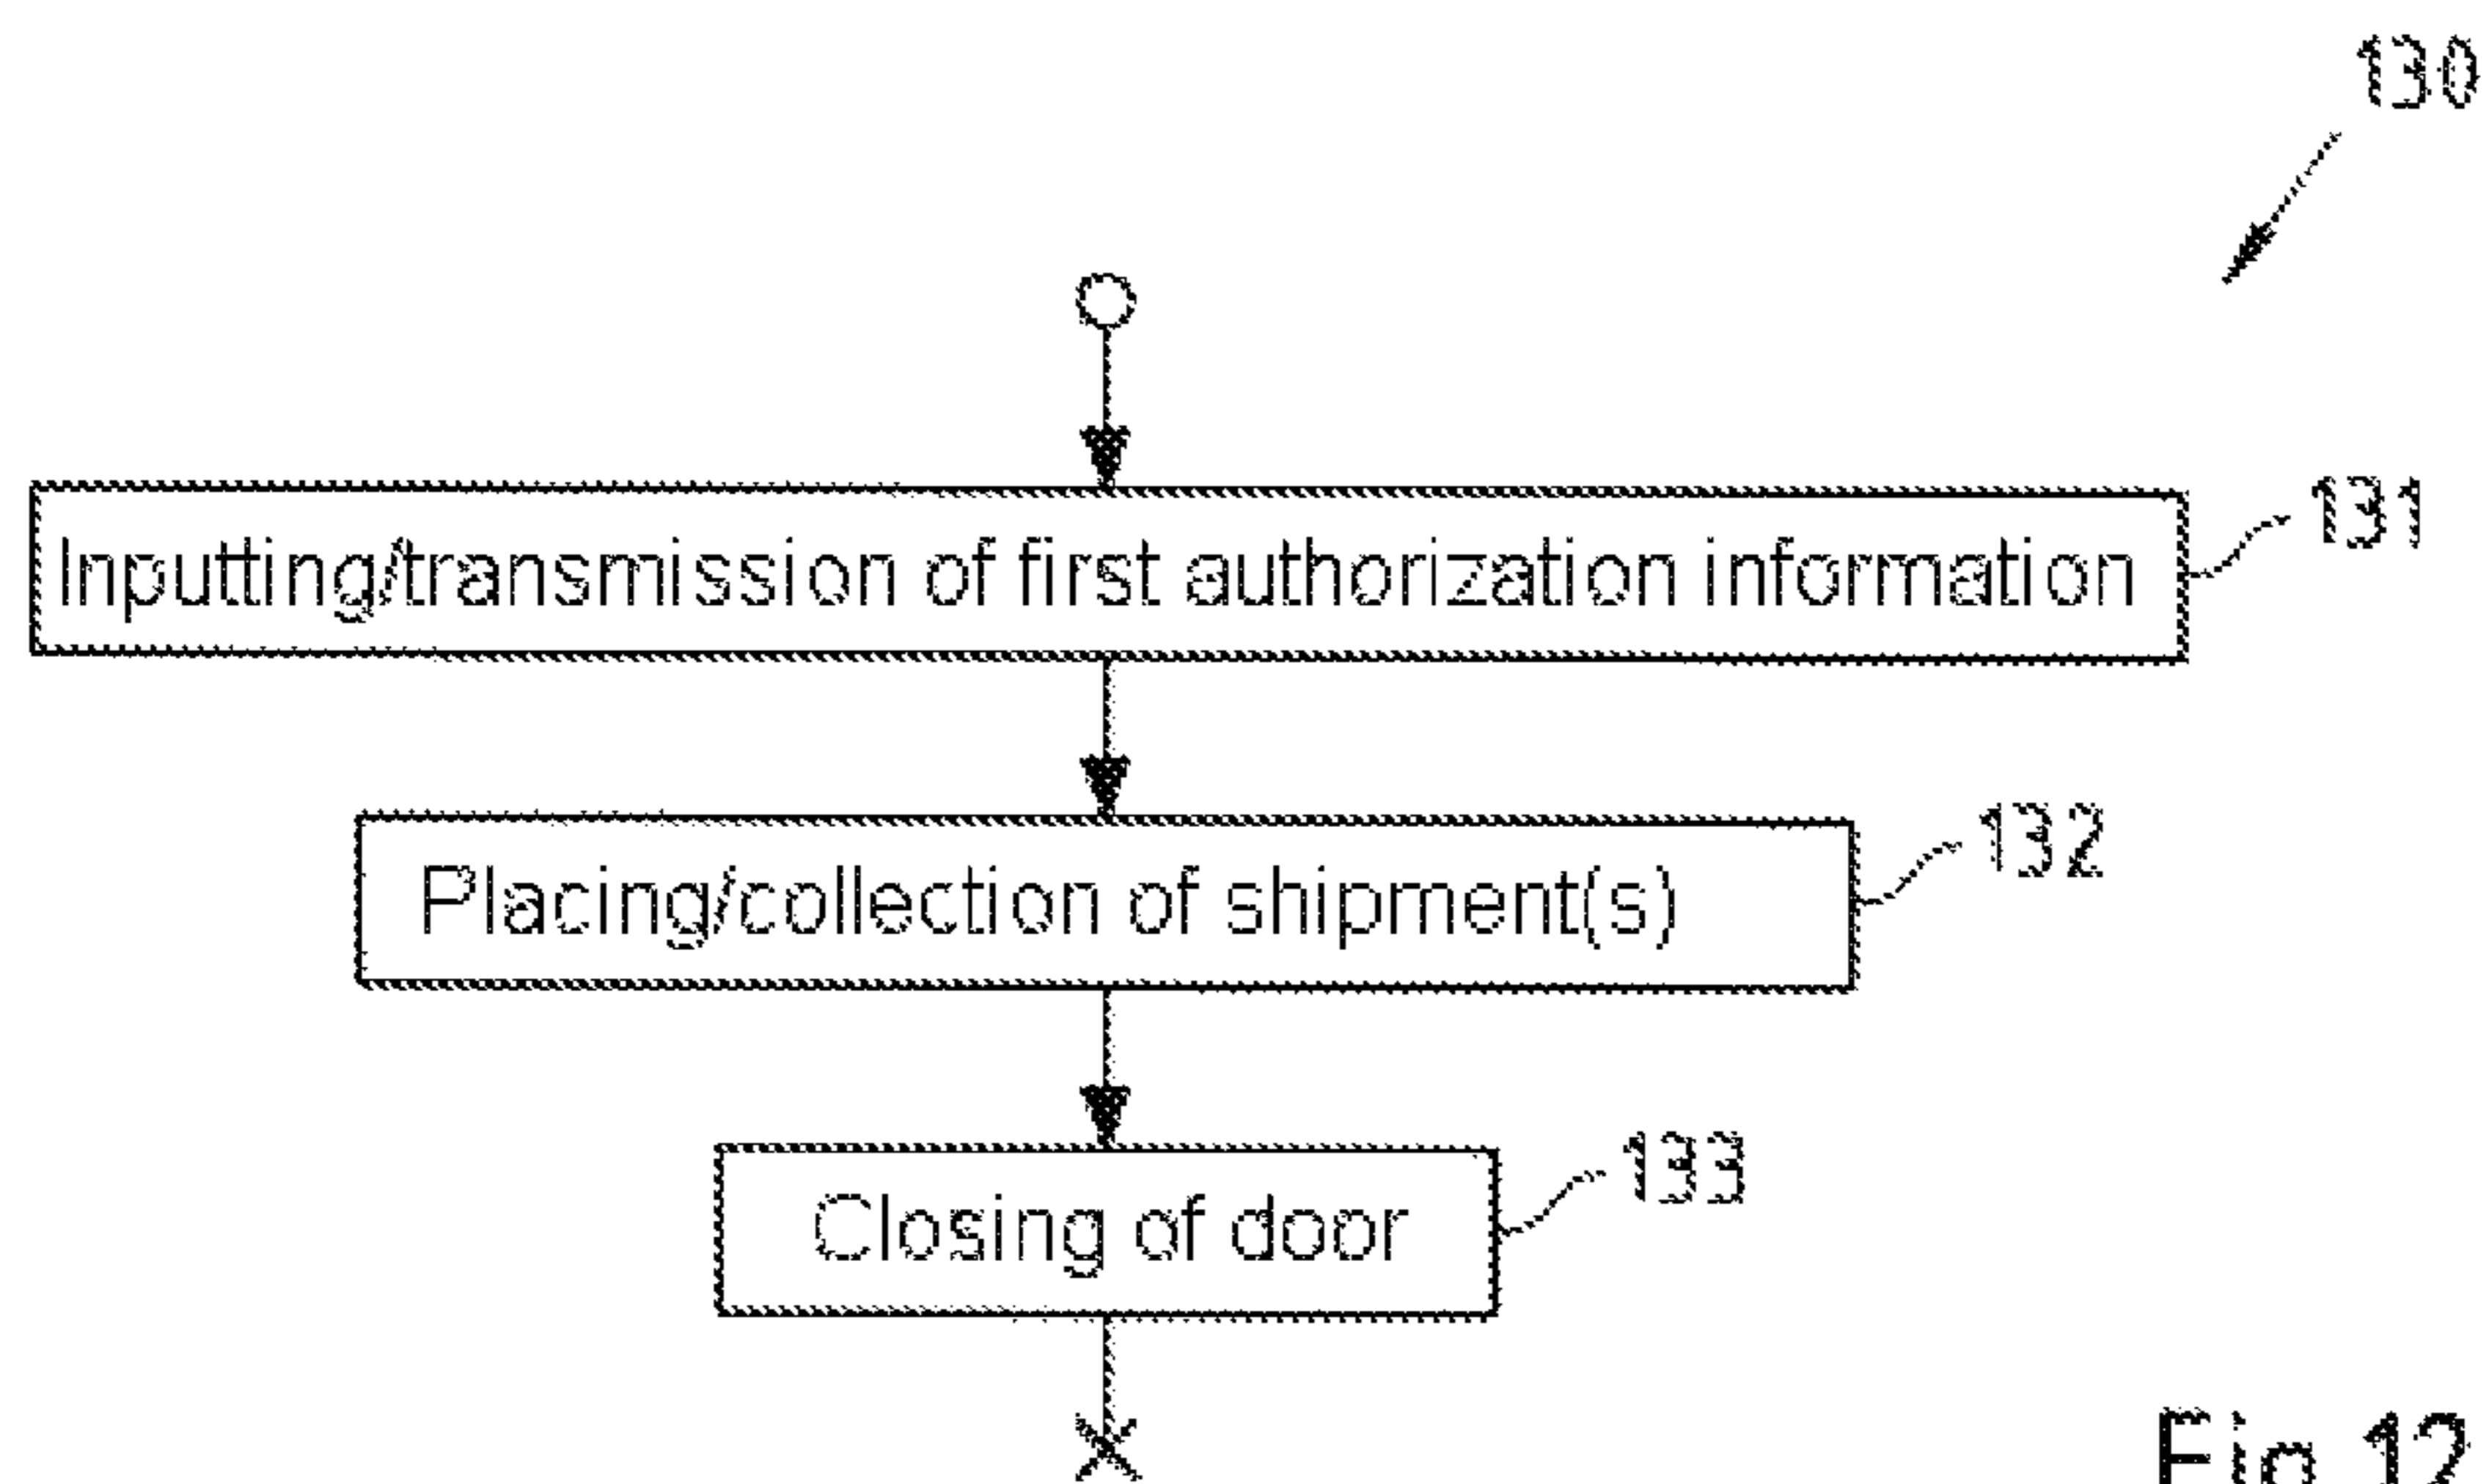 130
Inputting/transmission of first authorization information
131
Placing/collection of shipment(s)
132
Closing of door
133
Fig.12